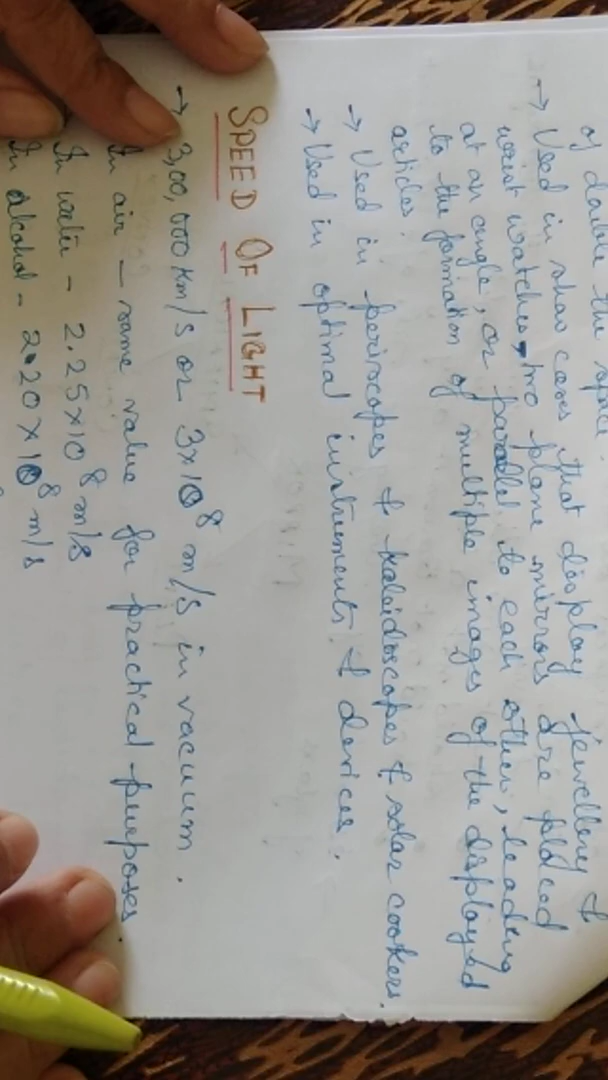 of double the space.
→ Used in show cases that display jewellery &
wrist watches, two plane mirrors are placed
at an angle, or parallel to each other, leading
to the formation of multiple images of the displayed
articles.
→ Used in periscopes & kaleidoscopes & solar cookers.
→ Used in optimal instruments & devices.
SPEED OF LIGHT
→ 3,00,000 Km/s or 3×10⁸ m/s in vacuum.
In air - same value for practical purposes.
In water - 2.25×10⁸ m/s
In alcohol - 2.20×10⁸ m/s